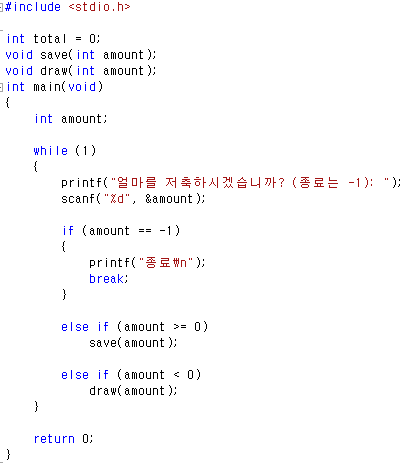 #include <stdio.h>
int total = 0;
void save(int amount);
void draw(int amount);
int main(void)
{
int amount;
while (1)
{
printf("얼마를 저축하시겠습니까? (종료는 -1): ");
scanf("%d", &amount);
if (amount == -1)
{
printf("종료₩n");
break;
}
else if (amount >= 0)
save(amount);
else if (amount < 0)
draw(amount);
}
return 0;
}